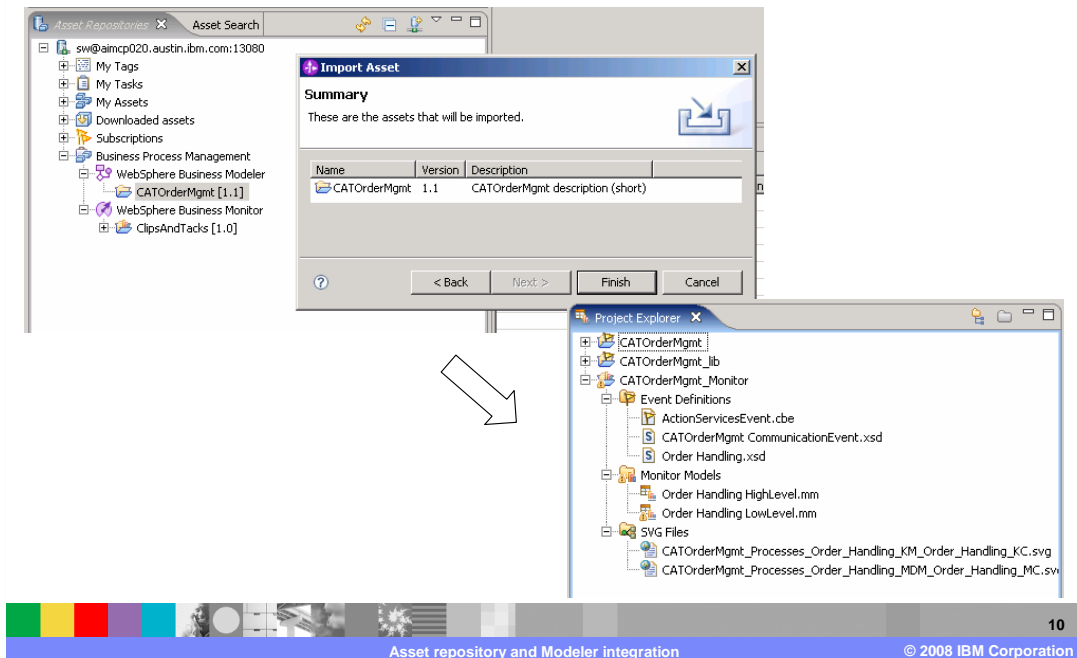 Asset Repositories
Asset Search
sw@aimcp020.austin.ibm.com:13080
My Tags
My Tasks
My Assets
Downloaded assets
Subscriptions
Business Process Management
WebSphere Business Modeler
CATOrderMgmt [1.1]
WebSphere Business Monitor
ClipsAndTacks [1.0]
Import Asset
Summary
These are the assets that will be imported.
Name Version Description
CATOrderMgmt 1.1 CATOrderMgmt description (short)
< Back Next > Finish Cancel
Project Explorer
CATOrderMgmt
CATOrderMgmt_lib
CATOrderMgmt_Monitor
Event Definitions
ActionServicesEvent.cbe
CATOrderMgmt CommunicationEvent.xsd
Order Handling.xsd
Monitor Models
Order Handling HighLevel.mm
Order Handling LowLevel.mm
SVG Files
CATOrderMgmt_Processes_Order_Handling_KM_Order_Handling_KC.svg
CATOrderMgmt_Processes_Order_Handling_MDM_Order_Handling_MC.sv
10
Asset repository and Modeler integration
© 2008 IBM Corporation